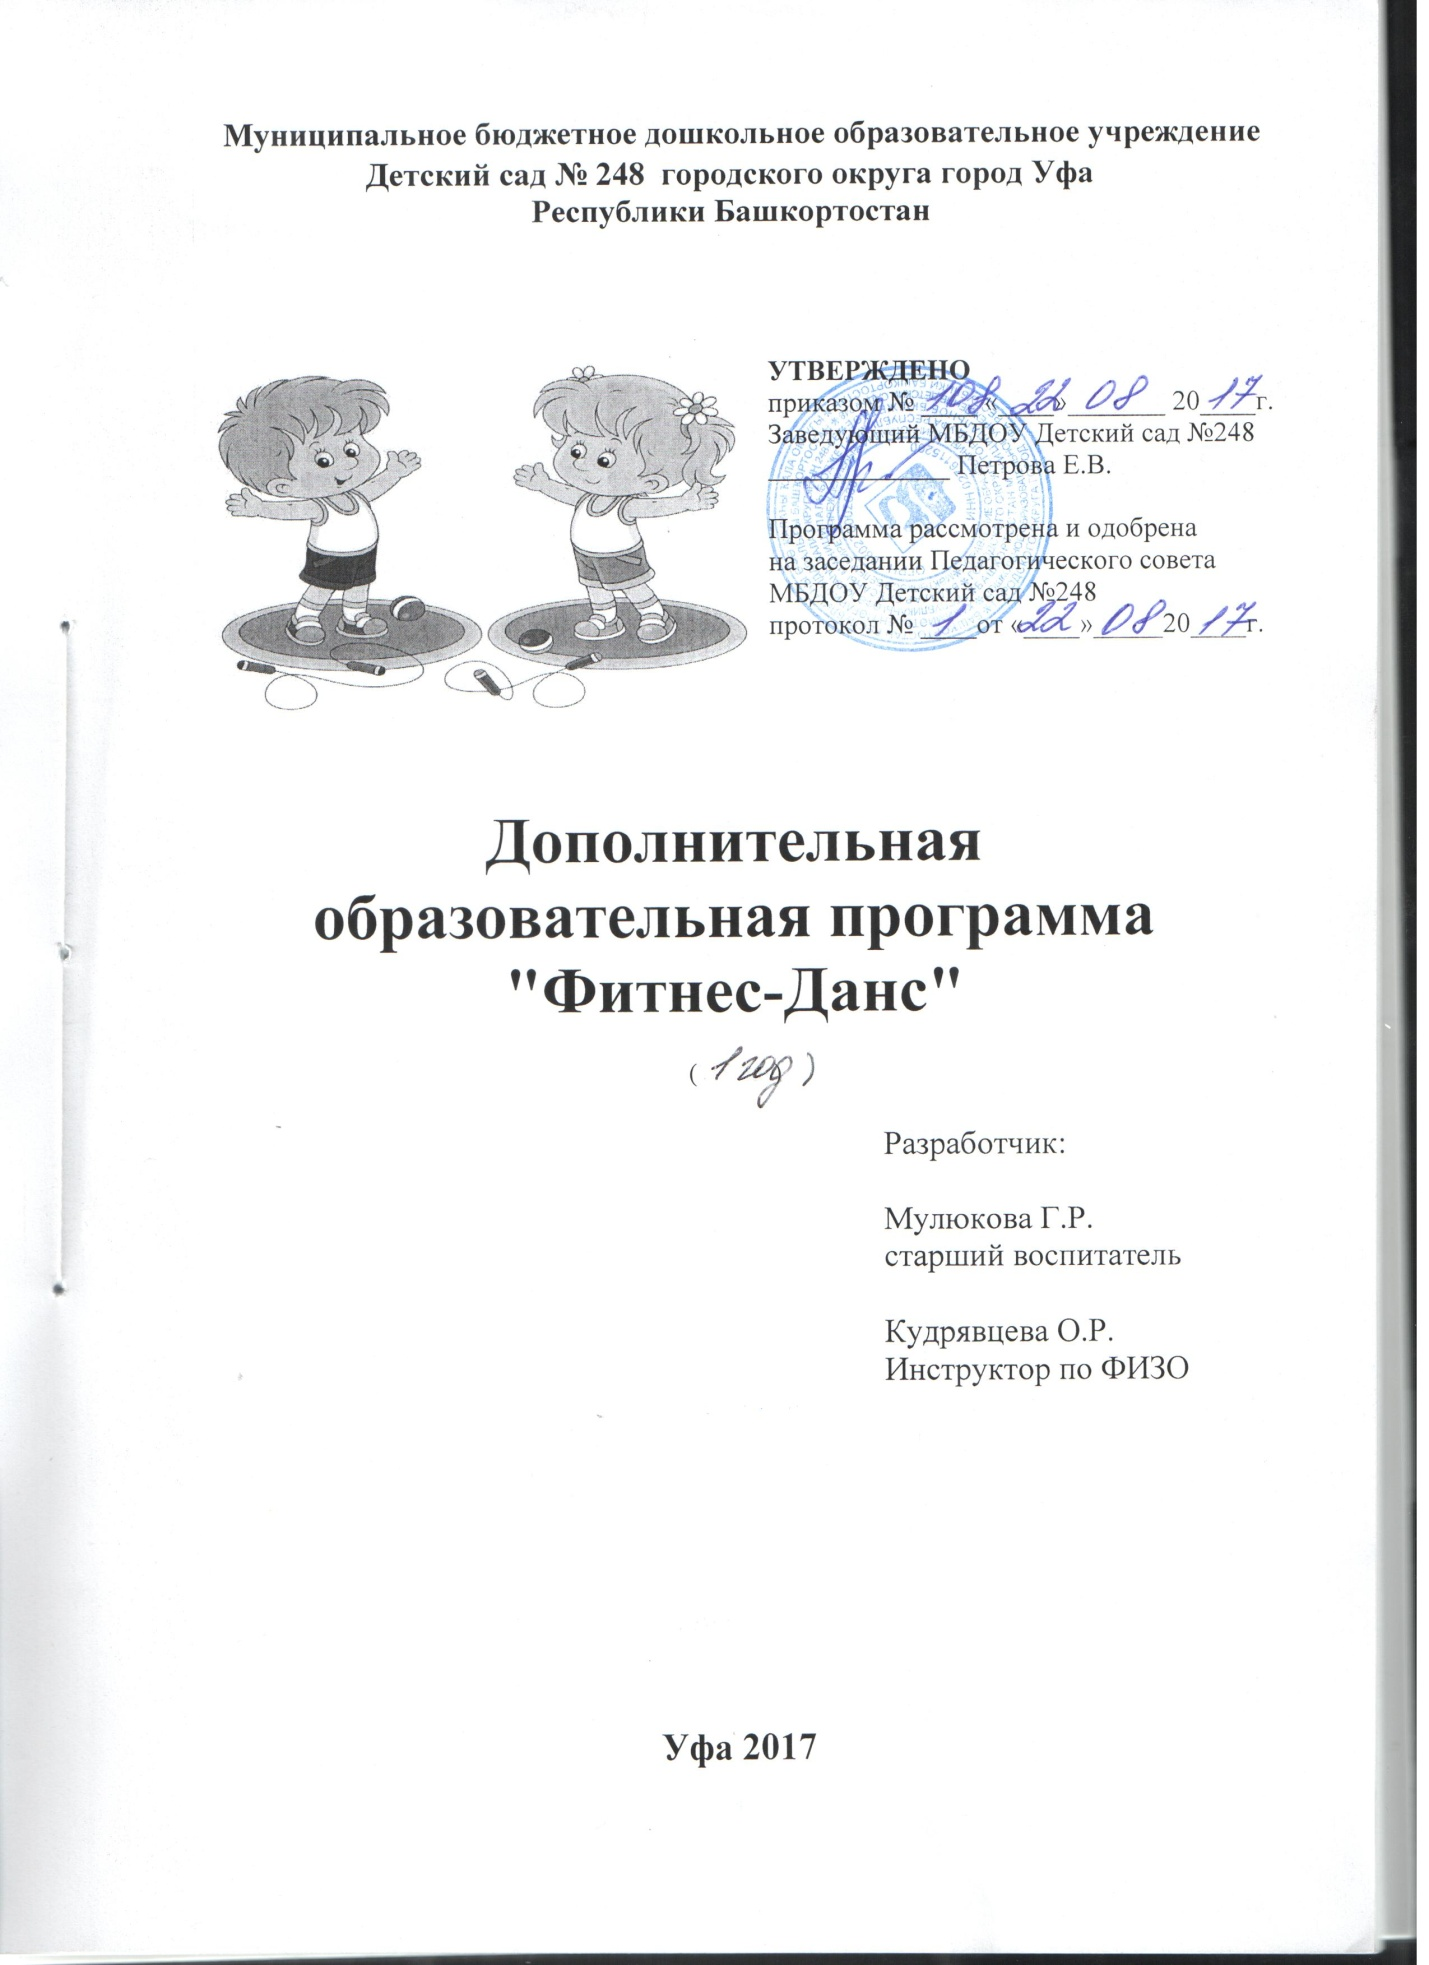 Муниципальное бюджетное дошкольное образовательное учреждение
Детский сад № 248 городского округа город Уфа
Республики Башкортостан
УТВЕРЖДЕНО
приказом № 108 «22» 08 2017г.
Заведующий МБДОУ Детский сад №248
Петрова Е.В.
Программа рассмотрена и одобрена
на заседании Педагогического совета
МБДОУ Детский сад №248
протокол № 1 от «22» 08 2017г.
Дополнительная
образовательная программа
"Фитнес-Данс"
(1 год)
Разработчик:
Мулюкова Г.Р.
старший воспитатель
Кудрявцева О.Р.
Инструктор по ФИЗО
Уфа 2017